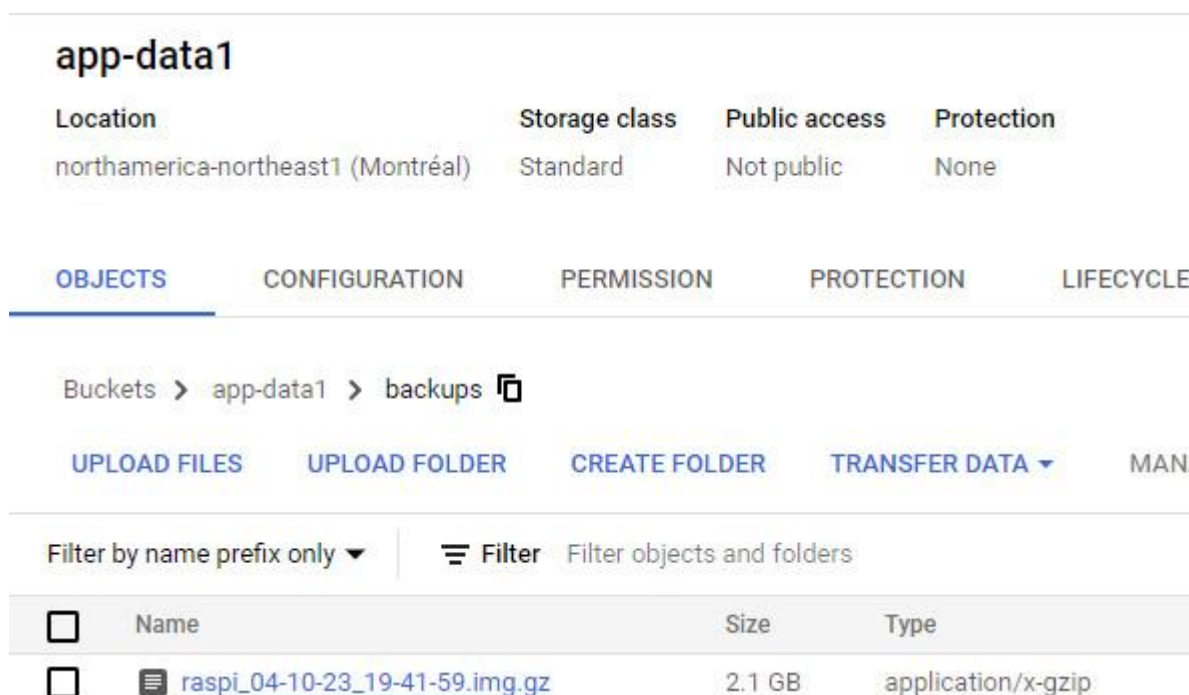 app-data1
Location Storage class Public access Protection
northamerica-northeast1 (Montréal) Standard Not public None
OBJECTS CONFIGURATION PERMISSION PROTECTION LIFECYCLE
Buckets > app-data1 > backups
UPLOAD FILES UPLOAD FOLDER CREATE FOLDER TRANSFER DATA MAN
Filter by name prefix only Filter Filter objects and folders
Name Size Type
raspi_04-10-23_19-41-59.img.gz 2.1 GB application/x-gzip